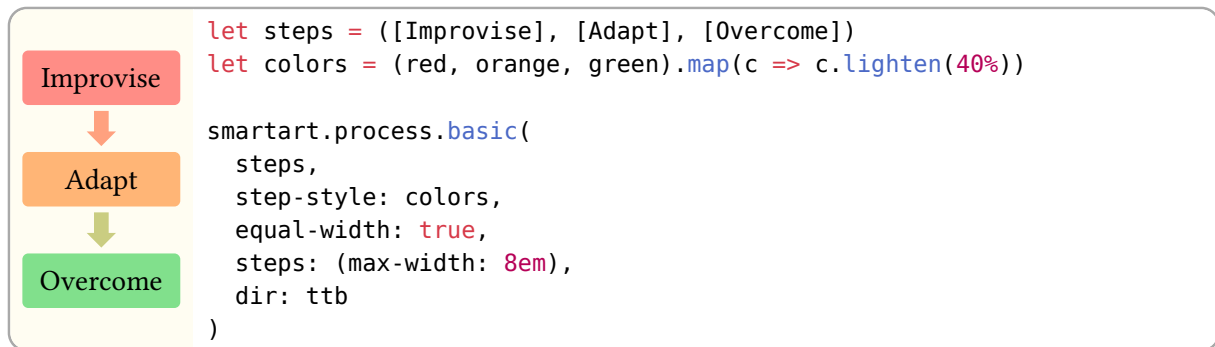 Improvise
Adapt
Overcome
let steps = ([Improvise], [Adapt], [Overcome])
let colors = (red, orange, green).map(c => c.lighten(40%))

smartart.process.basic(
  steps,
  step-style: colors,
  equal-width: true,
  steps: (max-width: 8em),
  dir: ttb
)